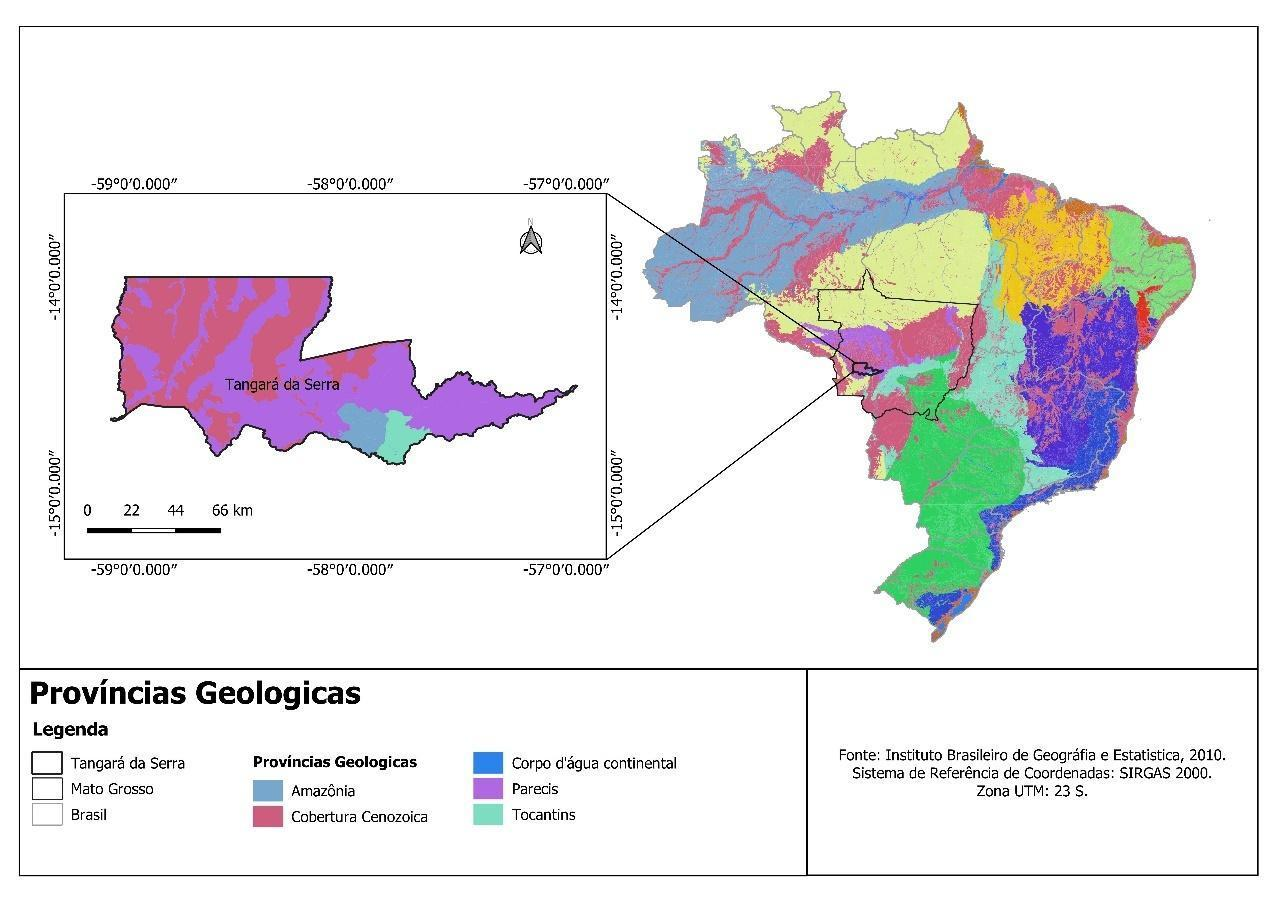 -59°0′0.000″ -58°0′0.000″ -57°0′0.000″
-14°0′0.000″
-14°0′0.000″
N
Tangará da Serra
-15°0′0.000″
-15°0′0.000″
0 22 44 66 km
-59°0′0.000″ -58°0′0.000″ -57°0′0.000″
Províncias Geologicas
Legenda
Tangará da Serra
Mato Grosso
Brasil
Províncias Geologicas
Amazônia
Cobertura Cenozoica
Corpo d'água continental
Parecis
Tocantins
Fonte: Instituto Brasileiro de Geográfia e Estatistica, 2010.
Sistema de Referência de Coordenadas: SIRGAS 2000.
Zona UTM: 23 S.